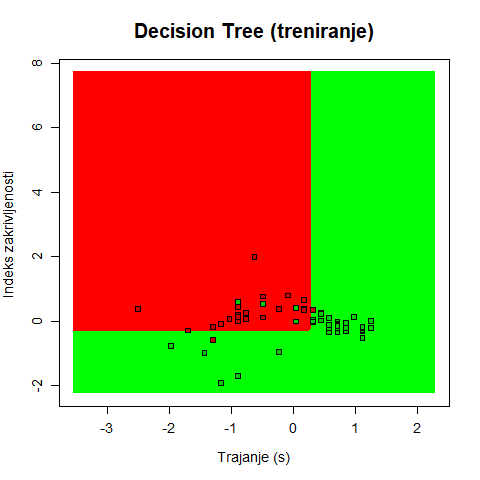 Decision Tree (treniranje)
8
6
4
2
0
-2
Indeks zakrivljenosti
-3 -2 -1 0 1 2
Trajanje (s)